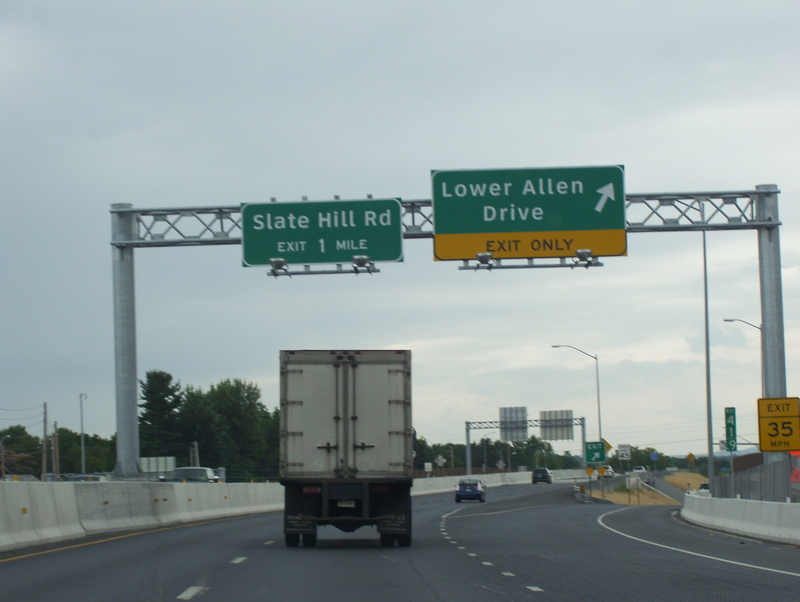 Slate Hill Rd
EXIT 1 MILE
Lower Allen
Drive
EXIT ONLY
EXIT
35
MPH